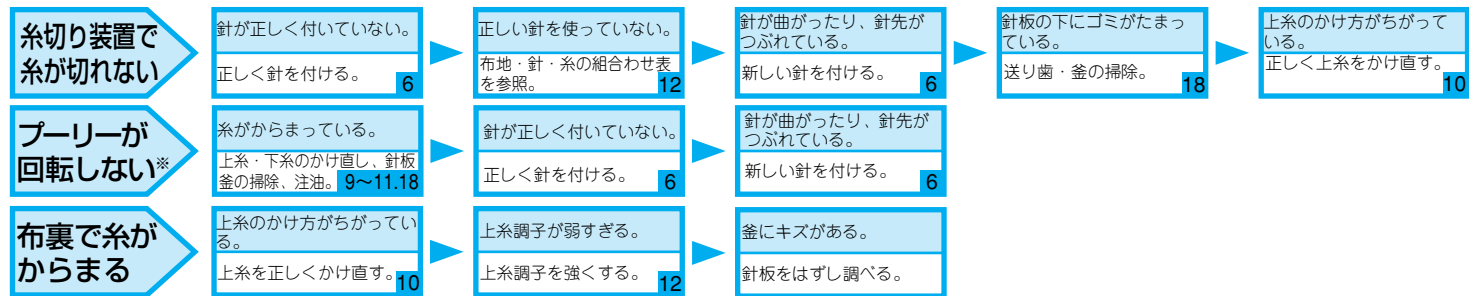 糸切り装置で
糸が切れない
針が正しく付いていない。
正しく針を付ける。
6
正しい針を使っていない。
布地・針・糸の組合わせ表
を参照。
12
針が曲がったり、針先が
つぶれている。
新しい針を付ける。
6
針板の下にゴミがたまっ
ている。
送り歯・釜の掃除。
18
上糸のかけ方がちがって
いる。
正しく上糸をかけ直す。
10
プーリーが
回転しない※
糸がからまっている。
上糸・下糸のかけ直し、針板
釜の掃除、注油。 9〜11.18
針が正しく付いていない。
正しく針を付ける。
6
針が曲がったり、針先が
つぶれている。
新しい針を付ける。
6
布裏で糸が
からまる
上糸のかけ方がちがってい
る。
上糸を正しくかけ直す。
10
上糸調子が弱すぎる。
上糸調子を強くする。
12
釜にキズがある。
針板をはずし調べる。